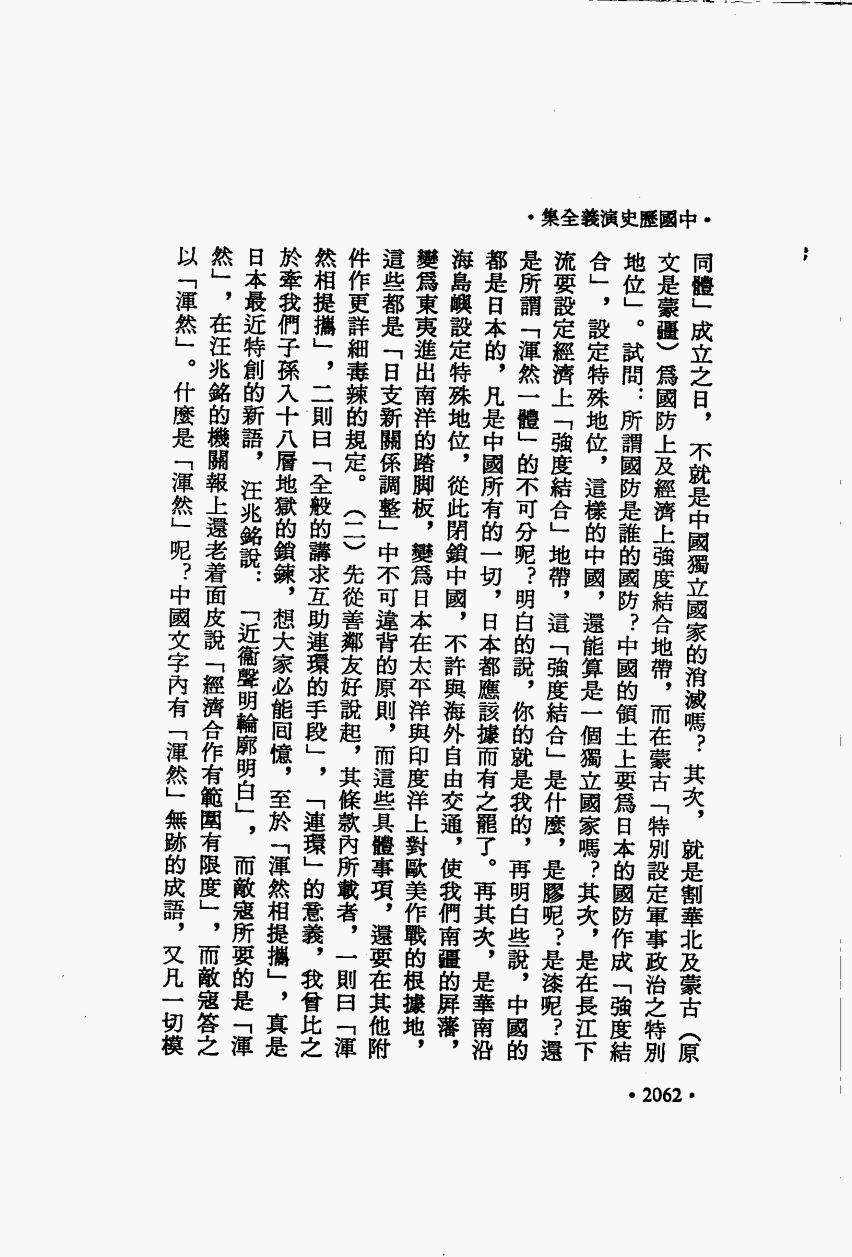 ·中國歷史演義全集·
同體」成立之日，不就是中國獨立國家的消滅嗎？其次，就是割華北及蒙古（原
文是蒙疆）爲國防上及經濟上強度結合地帶，而在蒙古「特別設定軍事政治之特別
地位」。試問：所謂國防是誰的國防？中國的領土上要爲日本的國防作成「強度結
合」，設定特殊地位，這樣的中國，還能算是一個獨立國家嗎？其次，是在長江下
流要設定經濟上「強度結合」地帶，這「強度結合」是什麼，是膠呢？是漆呢？還
是所謂「渾然一體」的不可分呢？明白的說，你的就是我的，再明白些說，中國的
都是日本的，凡是中國所有的一切，日本都應該據而有之罷了。再其次，是華南沿
海島嶼設定特殊地位，從此閉鎖中國，不許與海外自由交通，使我們南疆的屏藩，
變爲東夷進出南洋的踏脚板，變爲日本在太平洋與印度洋上對歐美作戰的根據地，
這些都是「日支新關係調整」中不可違背的原則，而這些具體事項，還要在其他附
件作更詳細毒辣的規定。（二）先從善鄰友好說起，其條款內所載者，一則曰「渾
然相提攜」，二則曰「全般的講求互助連環的手段」，「連環」的意義，我曾比之
於牽我們子孫入十八層地獄的鎖鍊，想大家必能回憶，至於「渾然相提攜」，真是
日本最近特創的新語，汪兆銘說：「近衞聲明輪廓明白」，而敵寇所要的是「渾
然」，在汪兆銘的機關報上還老着面皮說「經濟合作有範圍有限度」，而敵寇答之
以「渾然」。什麼是「渾然」呢？中國文字內有「渾然」無跡的成語，又凡一切模
·2062·